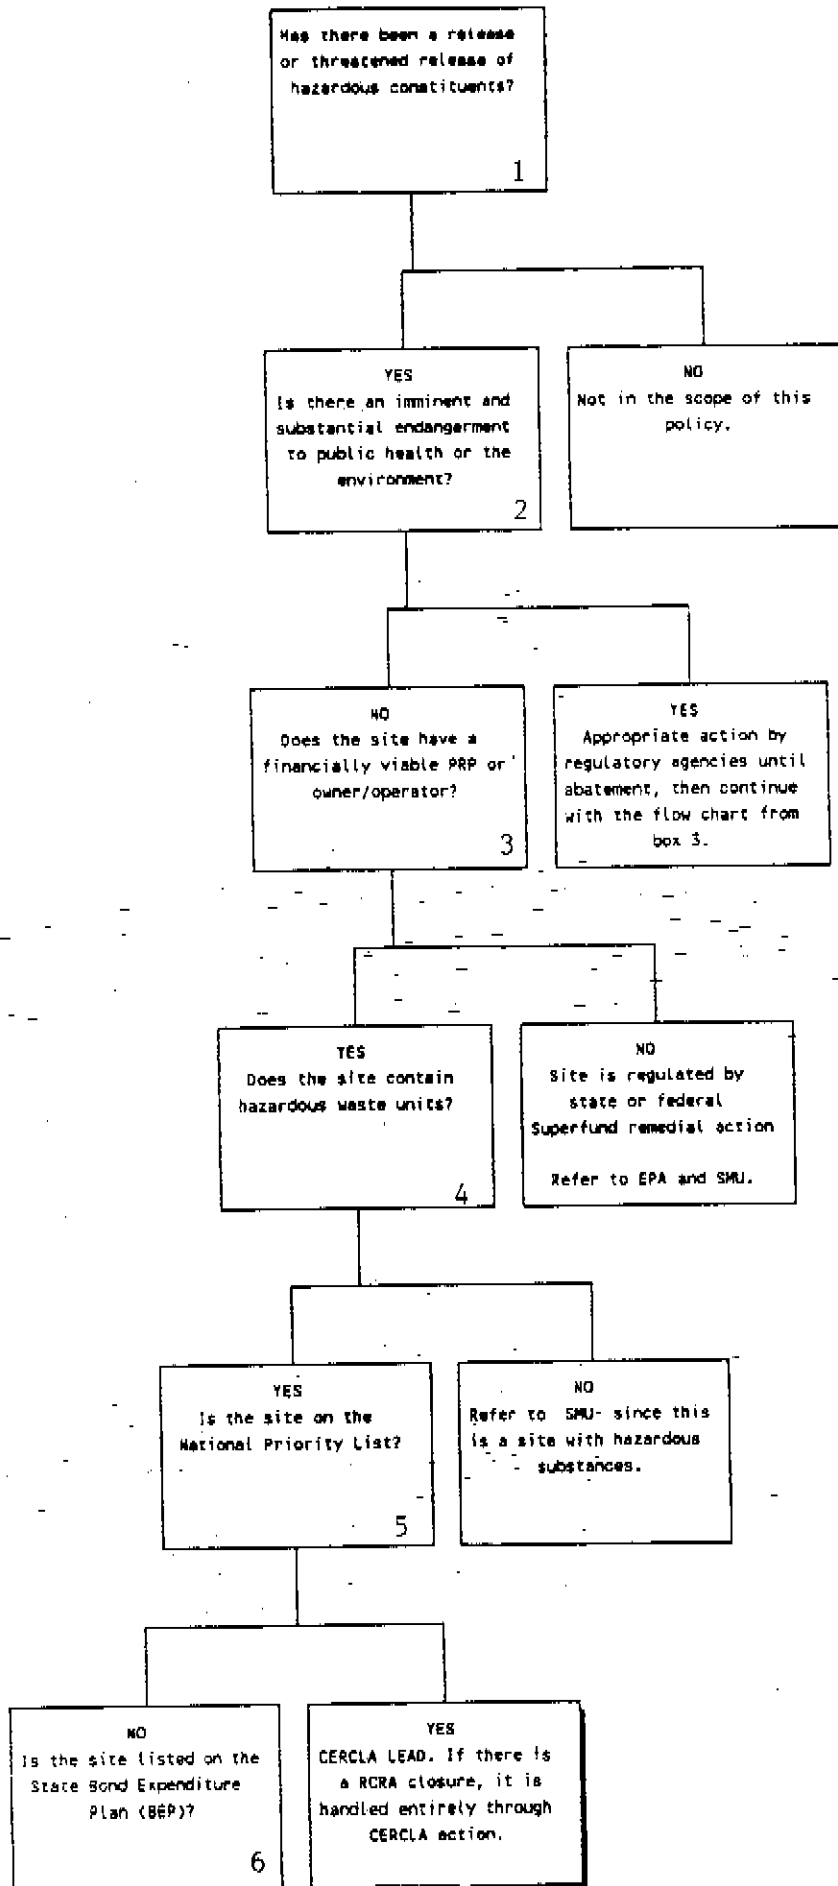 Has there been a release
or threatened release of
hazardous constituents?
1
YES
Is there an imminent and
substantial endangerment
to public health or the
environment?
2
NO
Not in the scope of this
policy.
NO
Does the site have a
financially viable PRP or
owner/operator?
3
YES
Appropriate action by
regulatory agencies until
abatement, then continue
with the flow chart from
box 3.
YES
Does the site contain
hazardous waste units?
4
NO
Site is regulated by
state or federal
Superfund remedial action
Refer to EPA and SMU.
YES
Is the site on the
National Priority List?
5
NO
Refer to SMU- since this
is a site with hazardous
substances.
NO
Is the site listed on the
State Bond Expenditure
Plan (BEP)?
6
YES
CERCLA LEAD. If there is
a RCRA closure, it is
handled entirely through
CERCLA action.